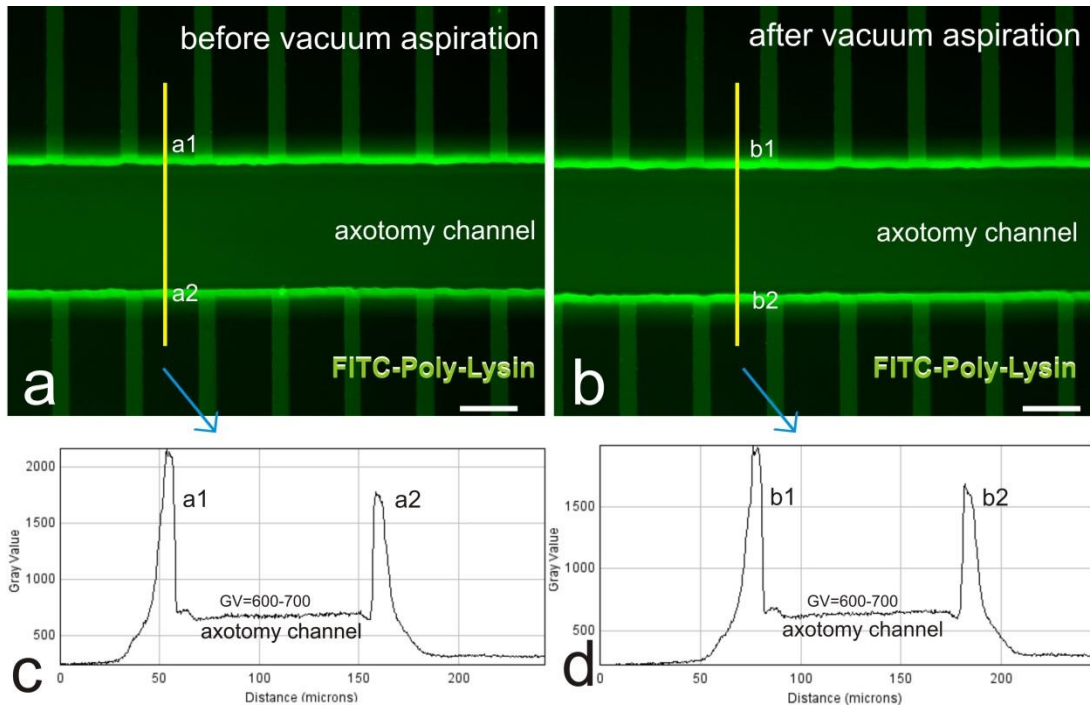 before vacuum aspiration
a1
axotomy channel
a2
FITC-Poly-Lysin
a
after vacuum aspiration
b1
axotomy channel
b2
FITC-Poly-Lysin
b
2000
1500
1000
500
Gray Value
a1
a2
GV=600-700
axotomy channel
0 50 100 150 200
Distance (microns)
c
1500
1000
500
Gray Value
b1
b2
GV=600-700
axotomy channel
0 50 100 150 200
Distance (microns)
d